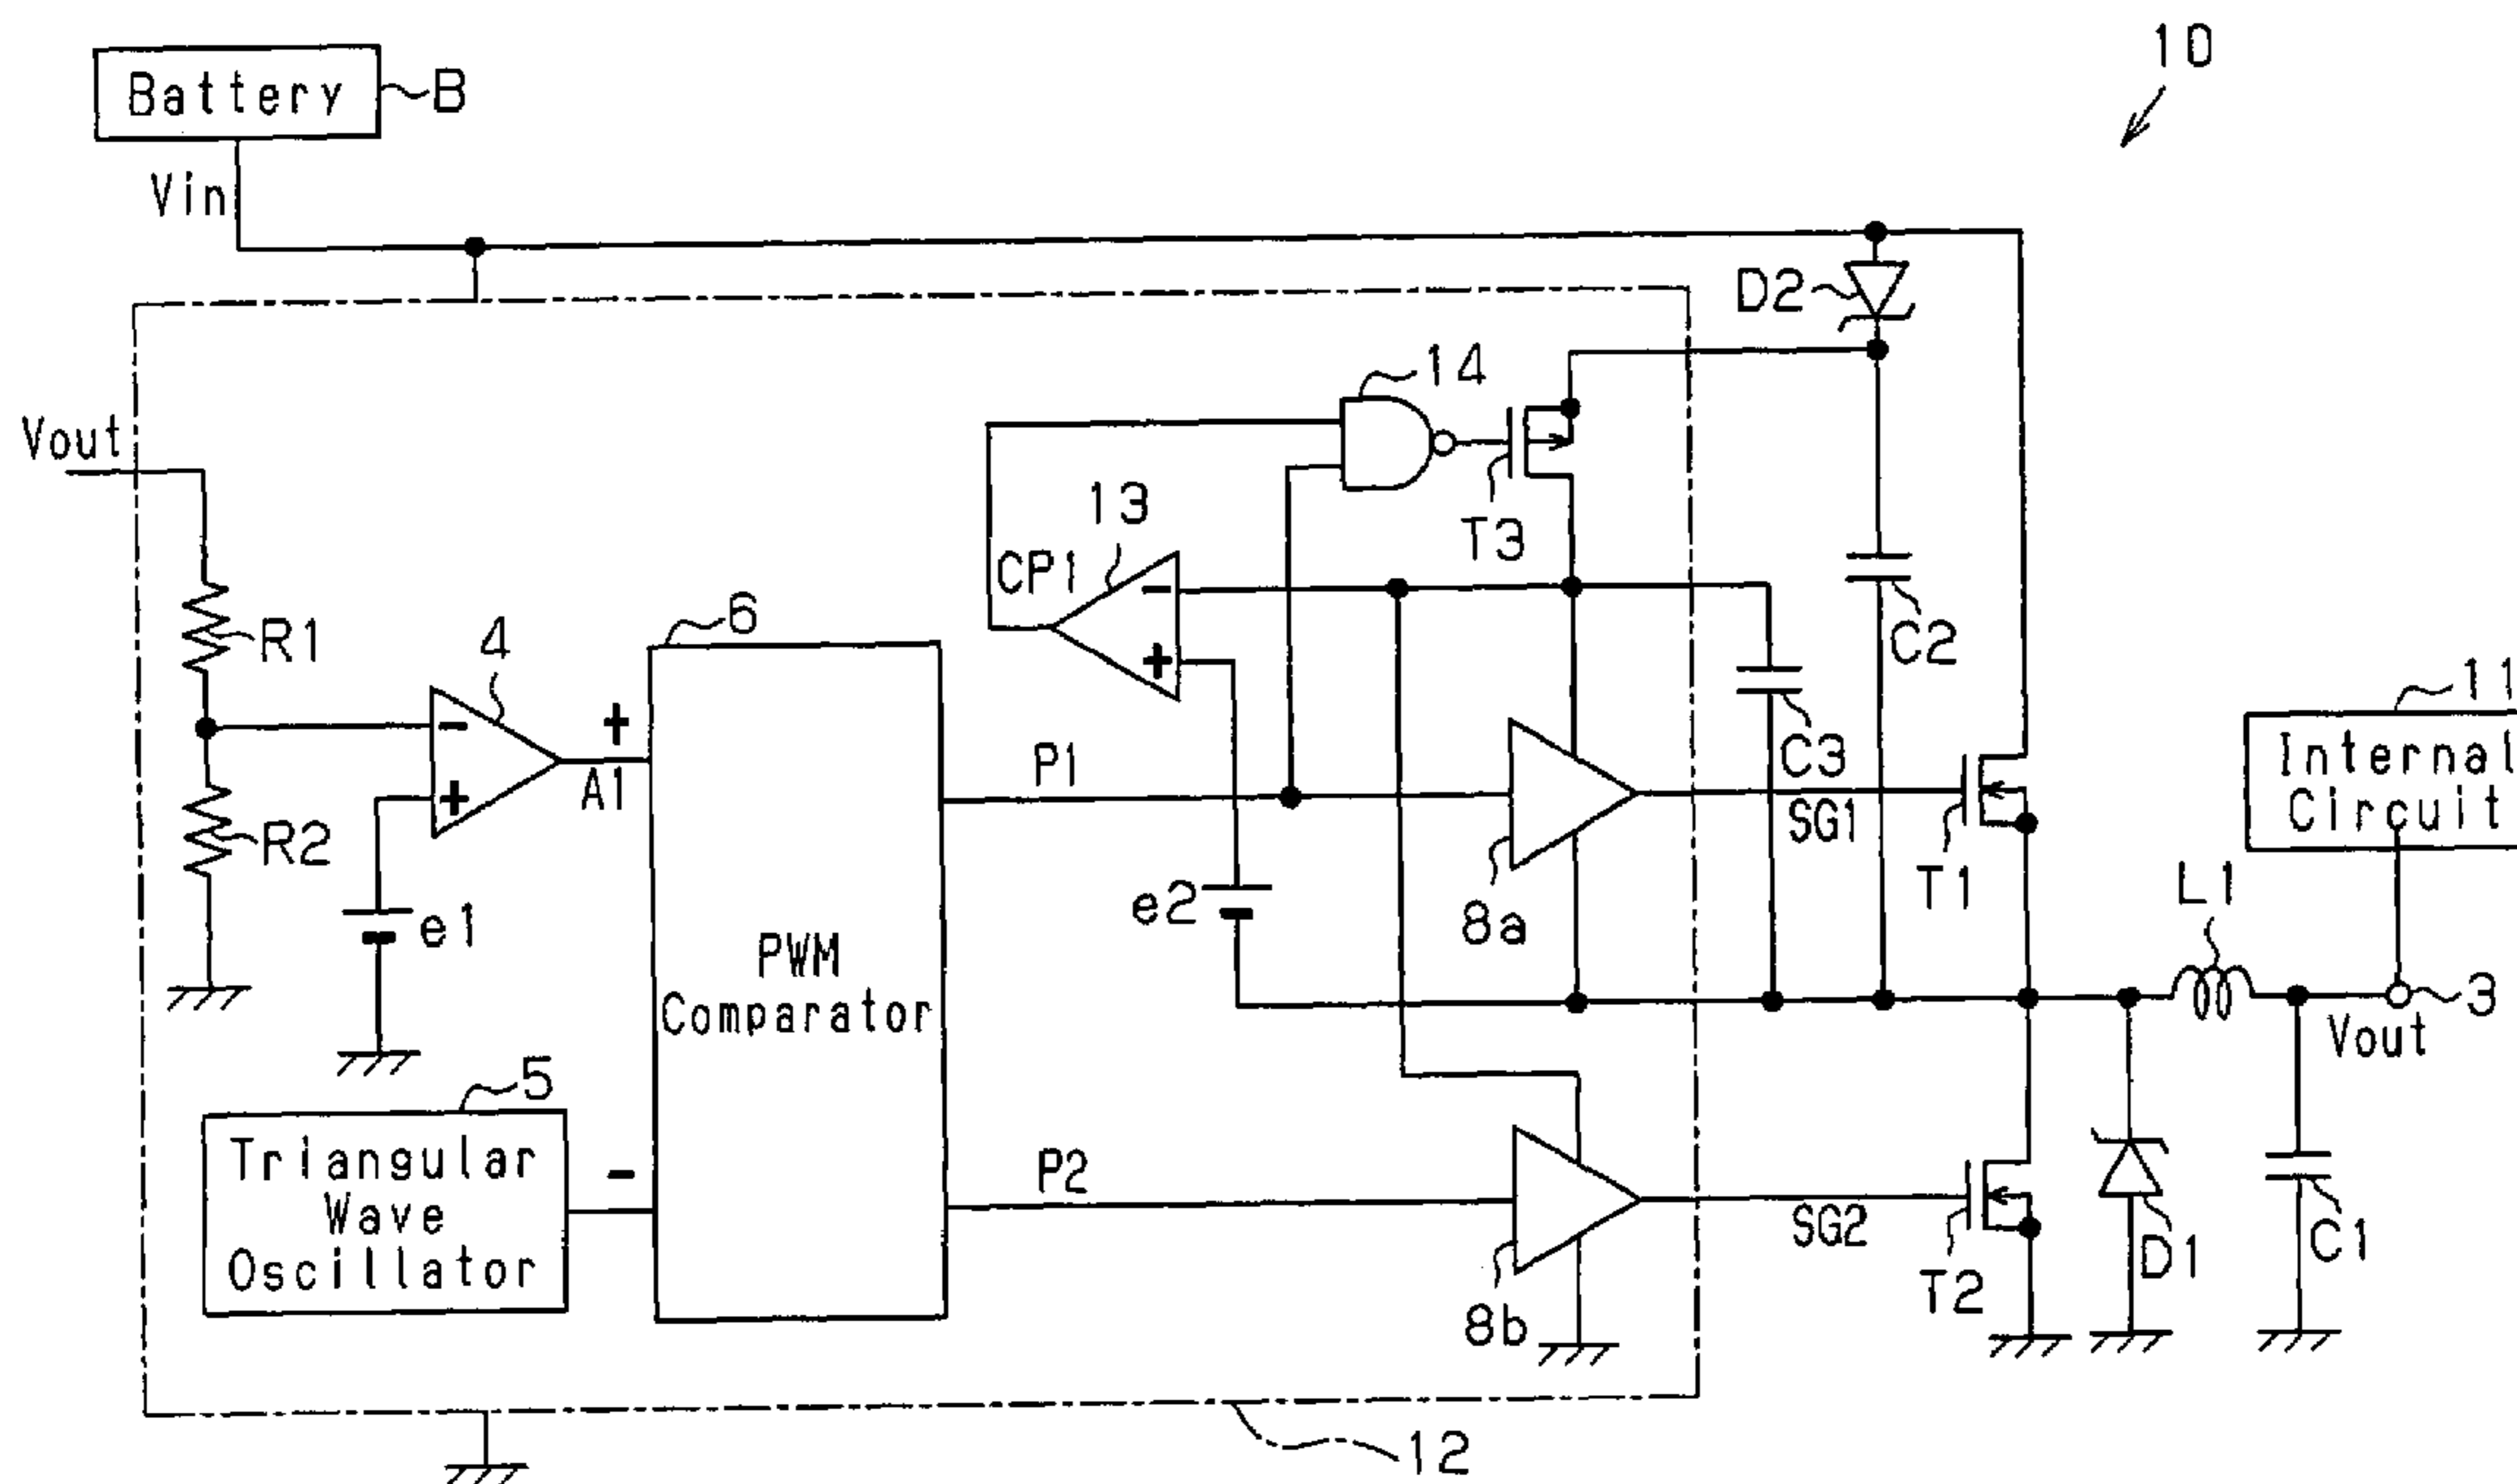 10
Battery
B
Vin
D2
14
Vout
13
T3
CP1
-
R1
6
+
C2
4
11
-
+
P1
C3
Internal
Circuit
A1
SG1
+
R2
T1
L1
e2
8a
e1
PWM
Comparator
3
Vout
5
Triangular
Wave
Oscillator
-
P2
SG2
C1
D1
T2
8b
12